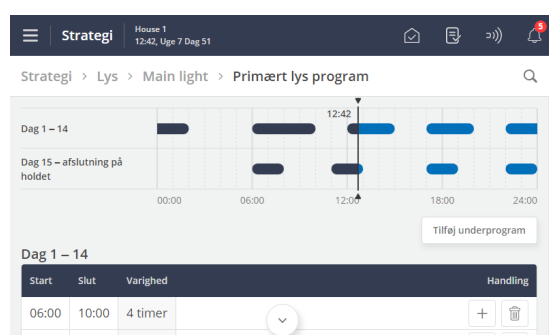 Strategi
House 1
12:42, Uge 7 Dag 51
5
Strategi > Lys > Main light > Primært lys program
12:42
Dag 1 – 14
Dag 15 – afslutning på
holdet
00:00 06:00 12:00 18:00 24:00
Tilføj underprogram
Dag 1 – 14
Start Slut Varighed Handling
06:00 10:00 4 timer